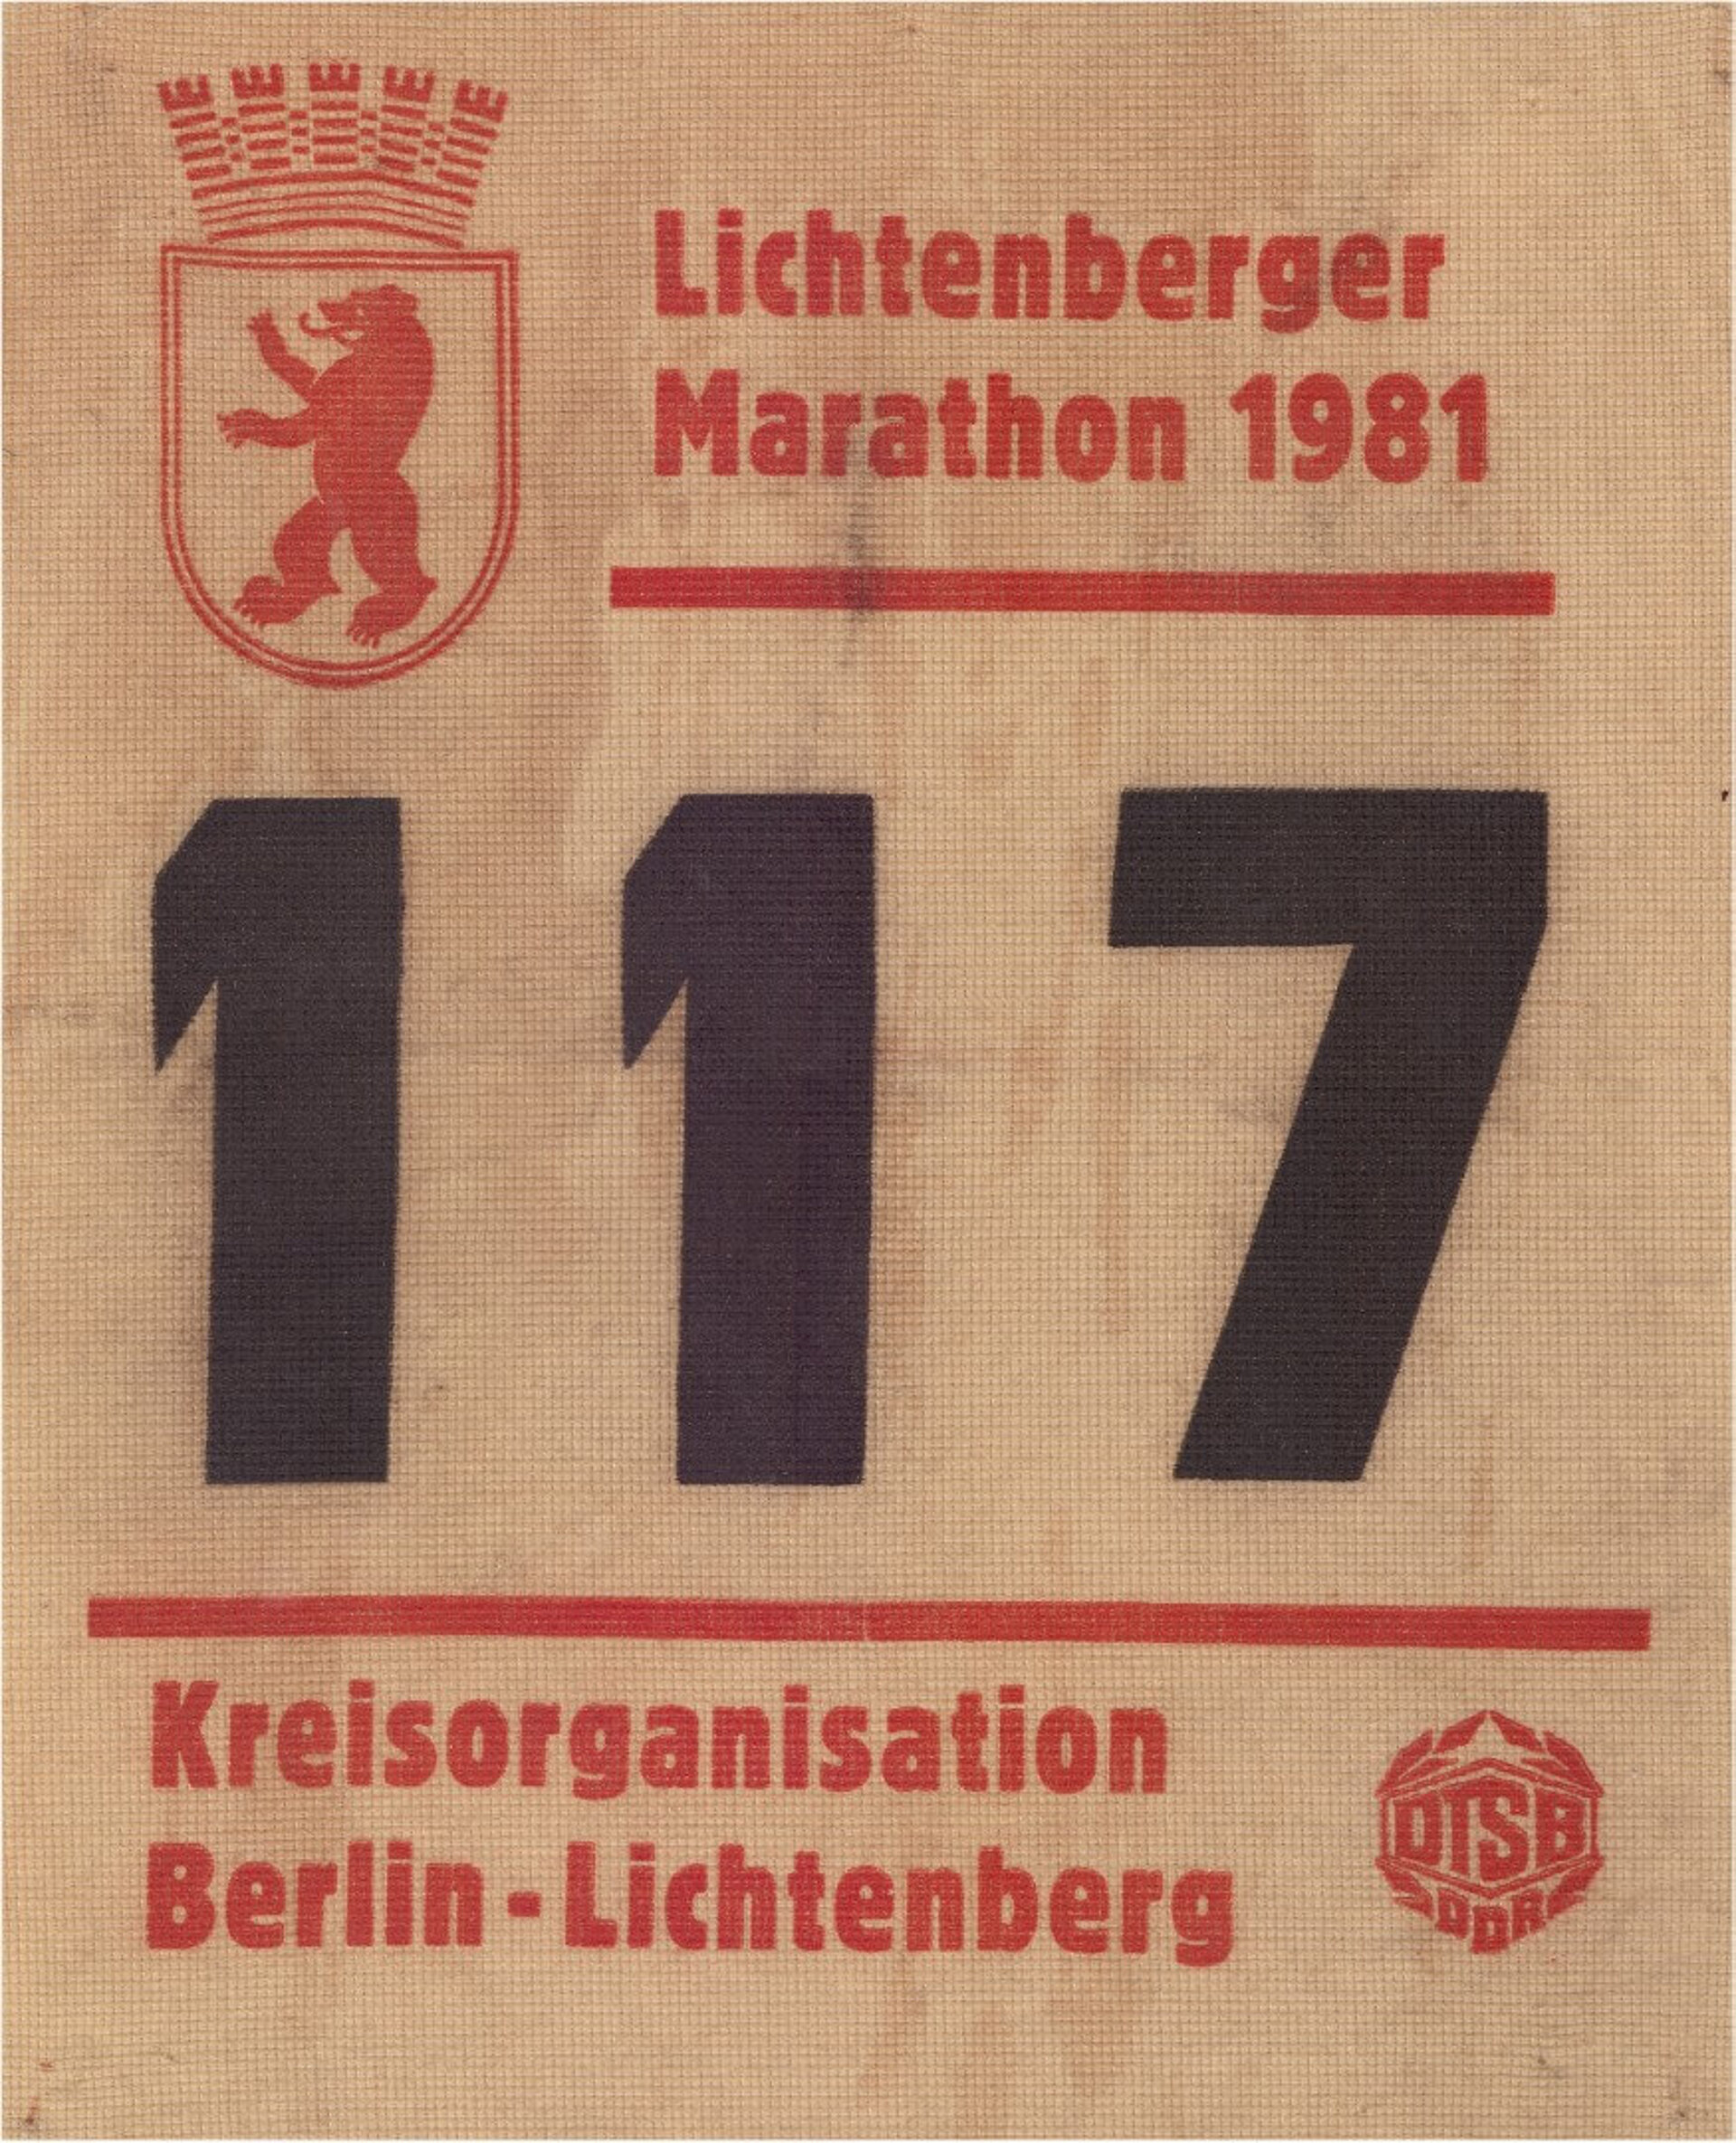 Lichtenberger
Marathon 1981
117
Kreisorganisation
Berlin-Lichtenberg
DTSB
DDR